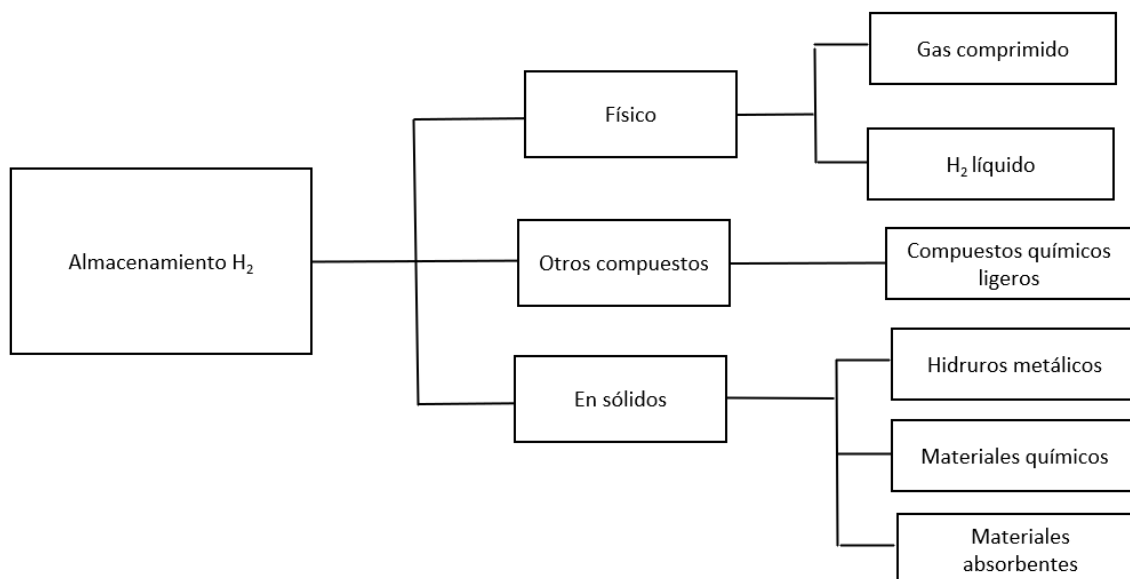 Almacenamiento H₂
Físico
Gas comprimido
H₂ líquido
Otros compuestos
Compuestos químicos
ligeros
En sólidos
Hidruros metálicos
Materiales químicos
Materiales
absorbentes